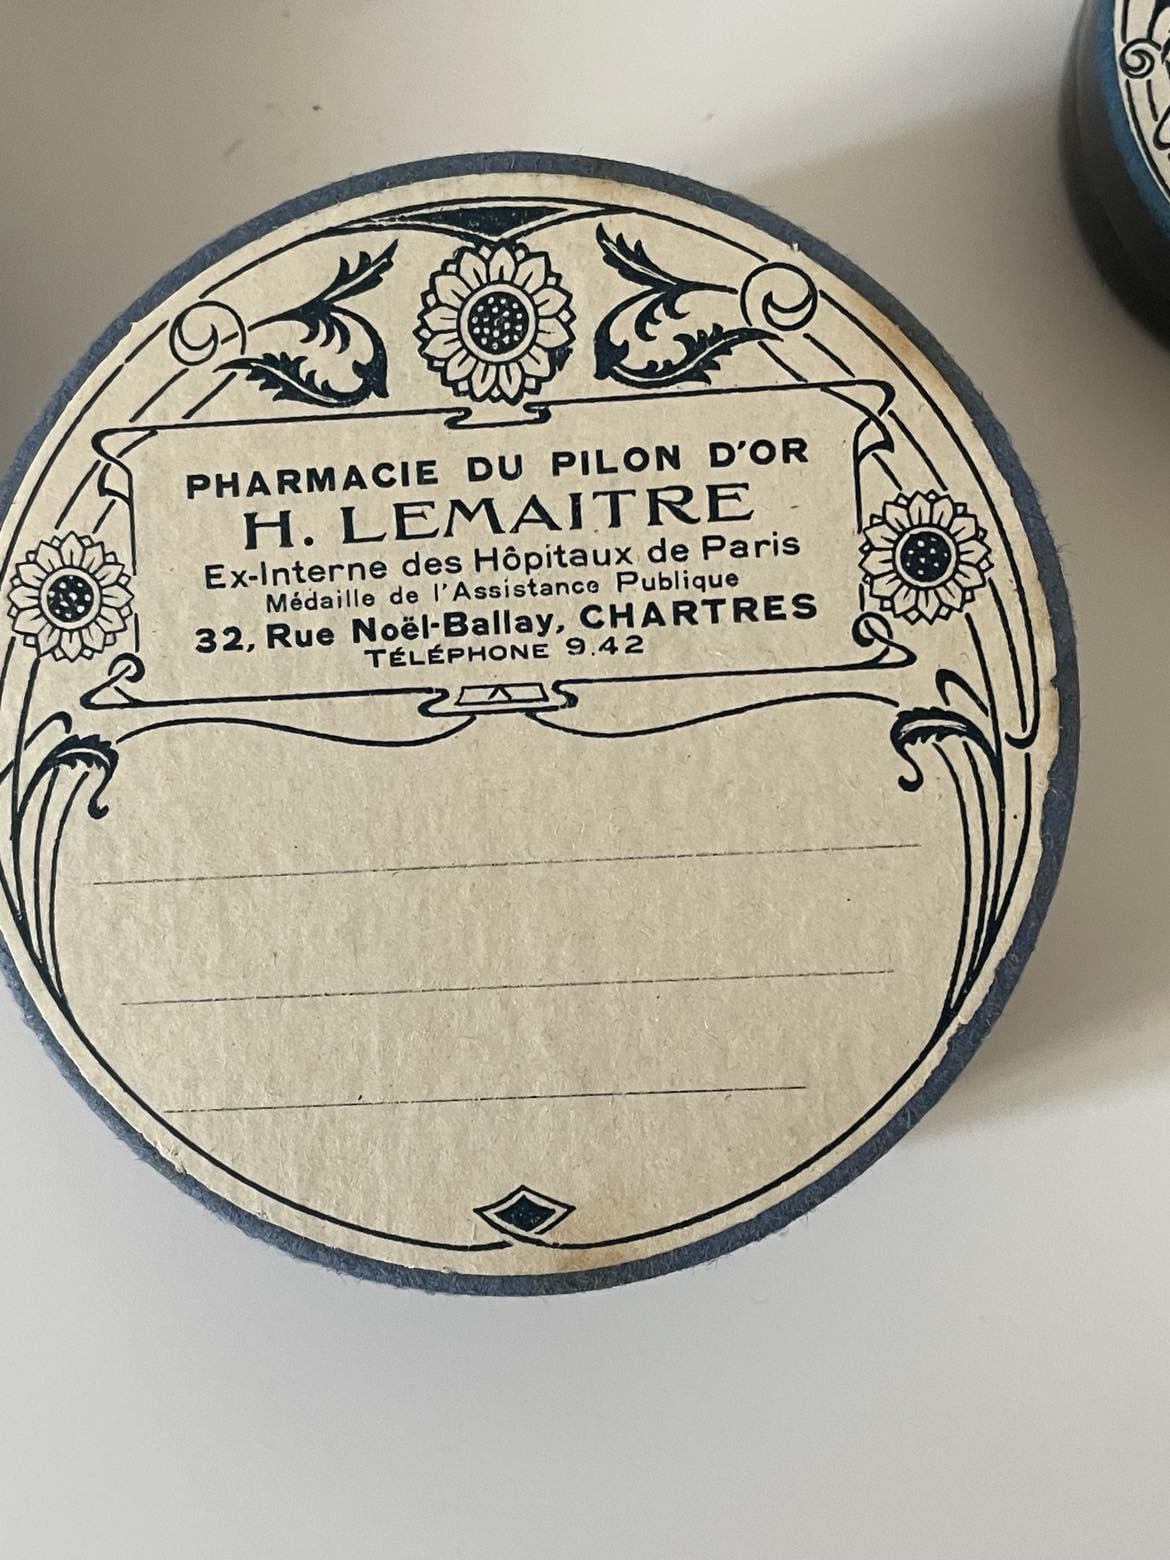 PHARMACIE DU PILON D'OR
H. LEMAITRE
Ex-Interne des Hôpitaux de Paris
Médaille de l'Assistance Publique
32, Rue Noël-Ballay, CHARTRES
TÉLÉPHONE 9.42